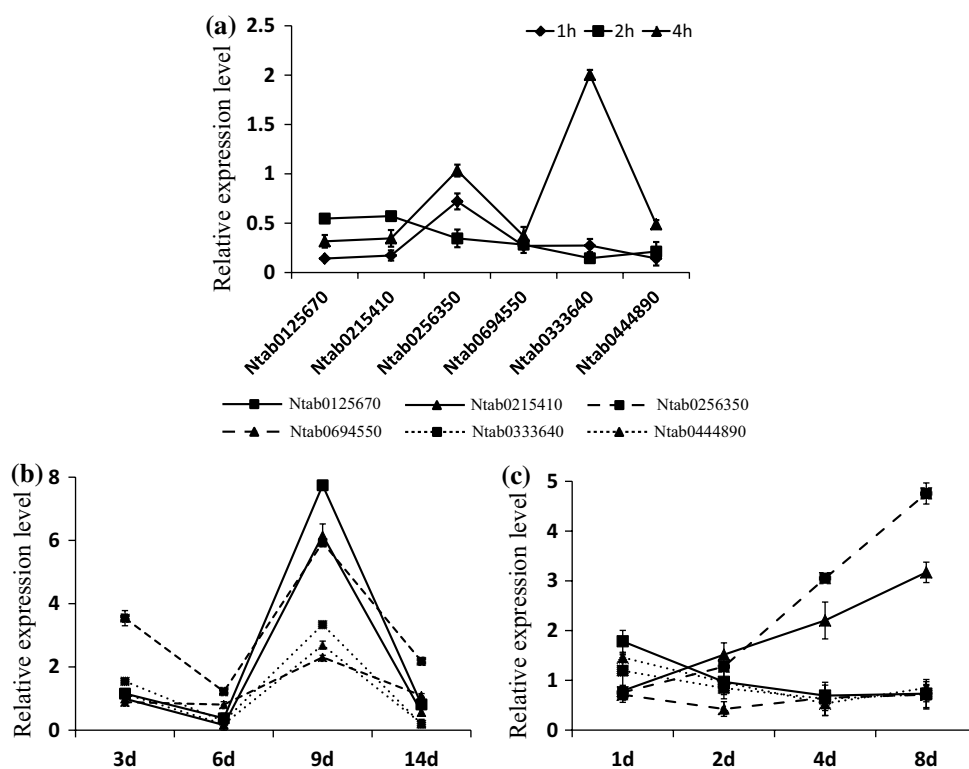 (a)
1h 2h 4h
Relative expression level
2.5
2
1.5
1
0.5
0
Ntab0125670
Ntab0215410
Ntab0256350
Ntab0694550
Ntab0333640
Ntab0444890
Ntab0125670 Ntab0215410 Ntab0256350
Ntab0694550 Ntab0333640 Ntab0444890
(b)
Relative expression level
8
6
4
2
0
3d 6d 9d 14d
(c)
Relative expression level
5
4
3
2
1
0
1d 2d 4d 8d